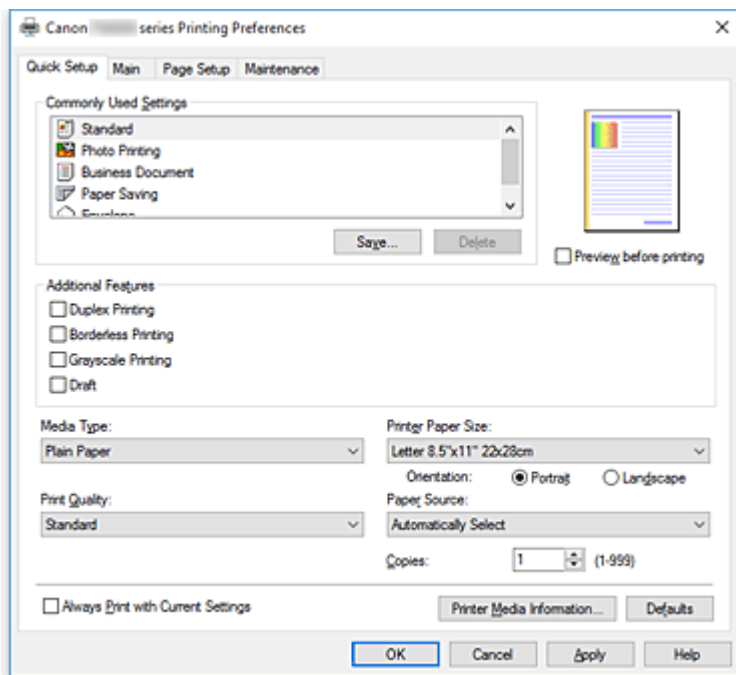 Canon series Printing Preferences
Quick Setup Main Page Setup Maintenance
Commonly Used Settings
Standard
Photo Printing
Business Document
Paper Saving
Envelope
Save... Delete
Preview before printing
Additional Features
Duplex Printing
Borderless Printing
Grayscale Printing
Draft
Media Type: Printer Paper Size:
Plain Paper Letter 8.5"x11" 22x28cm
Orientation: Portrait Landscape
Print Quality: Paper Source:
Standard Automatically Select
Copies: 1 (1-999)
Always Print with Current Settings Printer Media Information... Defaults
OK Cancel Apply Help